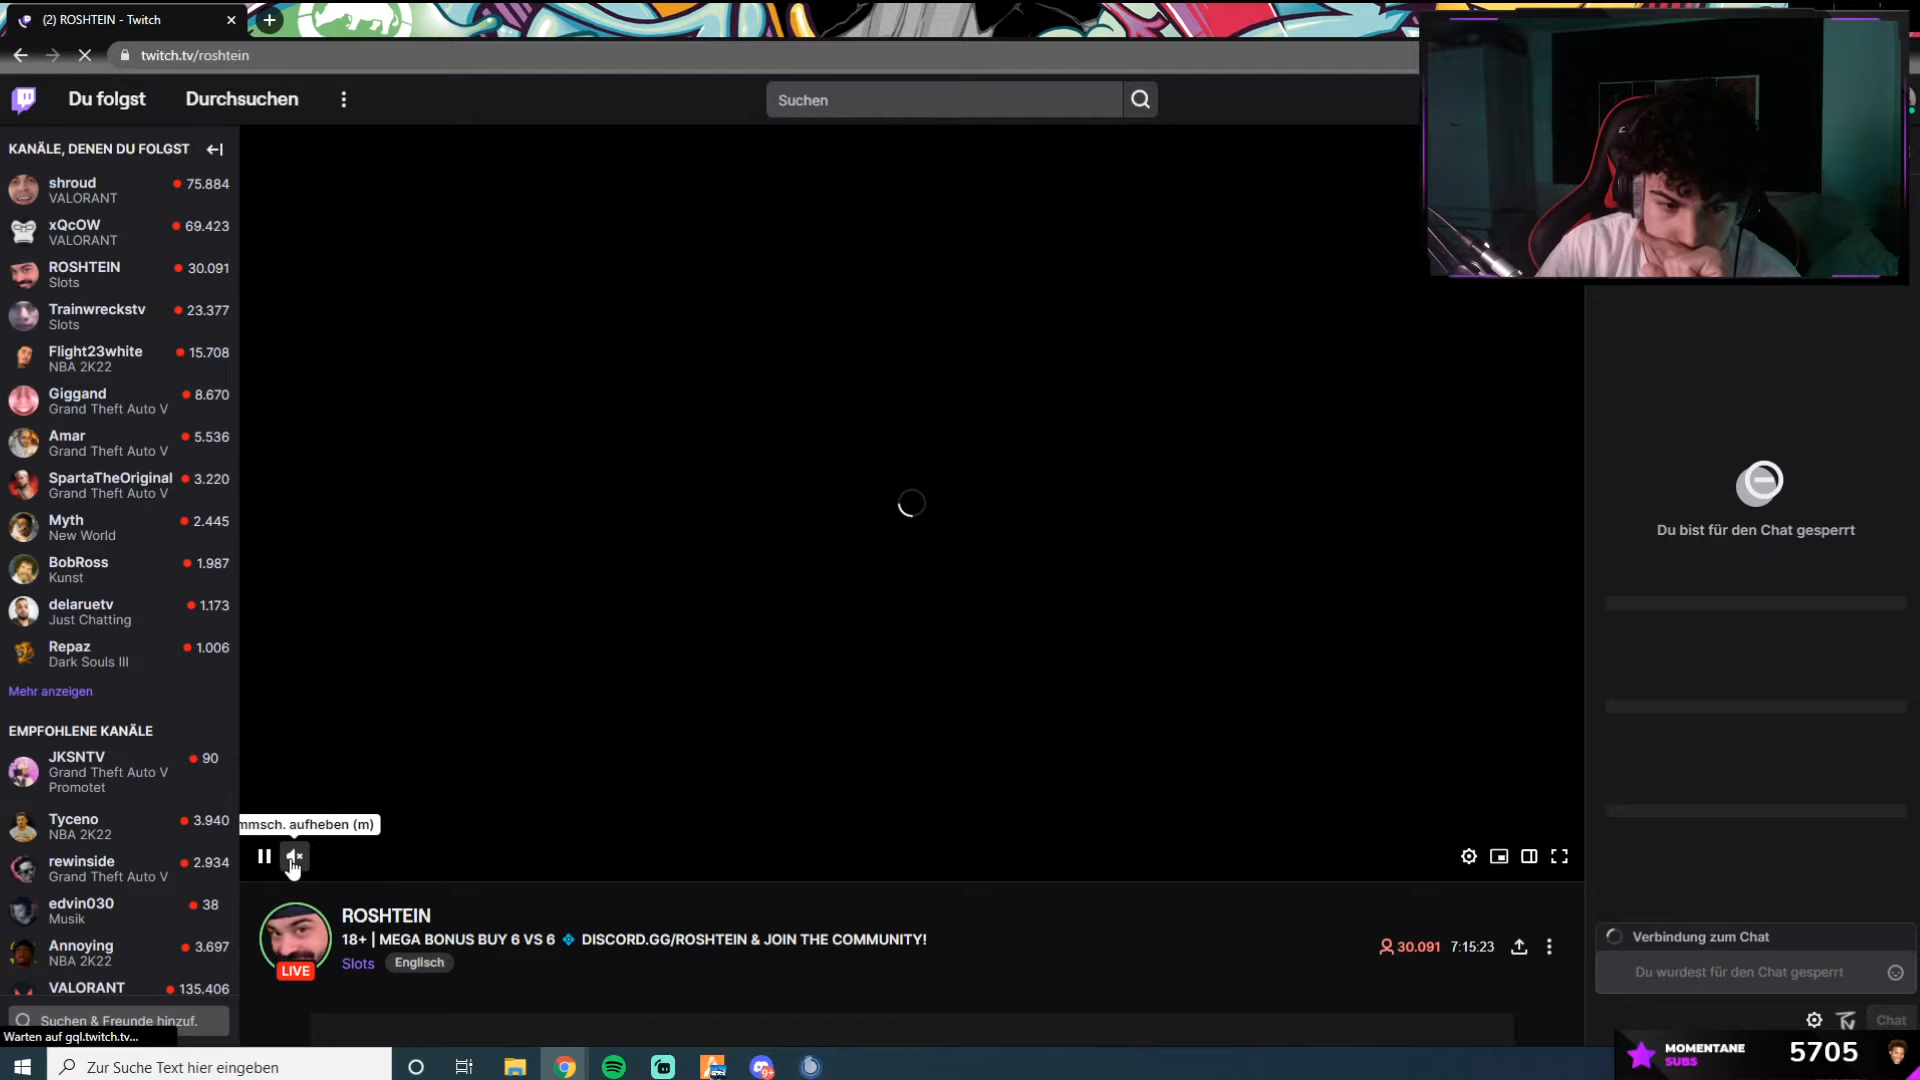 (2) ROSHTEIN - Twitch
twitch.tv/roshtein
Du folgst
Durchsuchen
Suchen
KANÄLE, DENEN DU FOLGST
shroud 75.884
VALORANT
xQcOW 69.423
VALORANT
ROSHTEIN 30.091
Slots
Trainwreckstv 23.377
Slots
Flight23white 15.708
NBA 2K22
Giggand 8.670
Grand Theft Auto V
Amar 5.536
Grand Theft Auto V
SpartaTheOriginal 3.220
Grand Theft Auto V
Myth 2.445
New World
BobRoss 1.987
Kunst
delaruetv 1.173
Just Chatting
Repaz 1.006
Dark Souls III
Mehr anzeigen
EMPFOHLENE KANÄLE
JKSNTV 90
Grand Theft Auto V
Promotet
Tyceno 3.940
NBA 2K22
rewinside 2.934
Grand Theft Auto V
edvin030 38
Musik
Annoying 3.697
NBA 2K22
VALORANT 135.406
Suchen & Freunde hinzuf.
Warten auf gql.twitch.tv...
mmsch. aufheben (m)
ROSHTEIN
18+ | MEGA BONUS BUY 6 VS 6 💠 DISCORD.GG/ROSHTEIN & JOIN THE COMMUNITY!
LIVE
Slots Englisch
30.091 7:15:23
Du bist für den Chat gesperrt
Verbindung zum Chat
Du wurdest für den Chat gesperrt
Chat
Zur Suche Text hier eingeben
9+
MOMENTANE
SUBS
5705